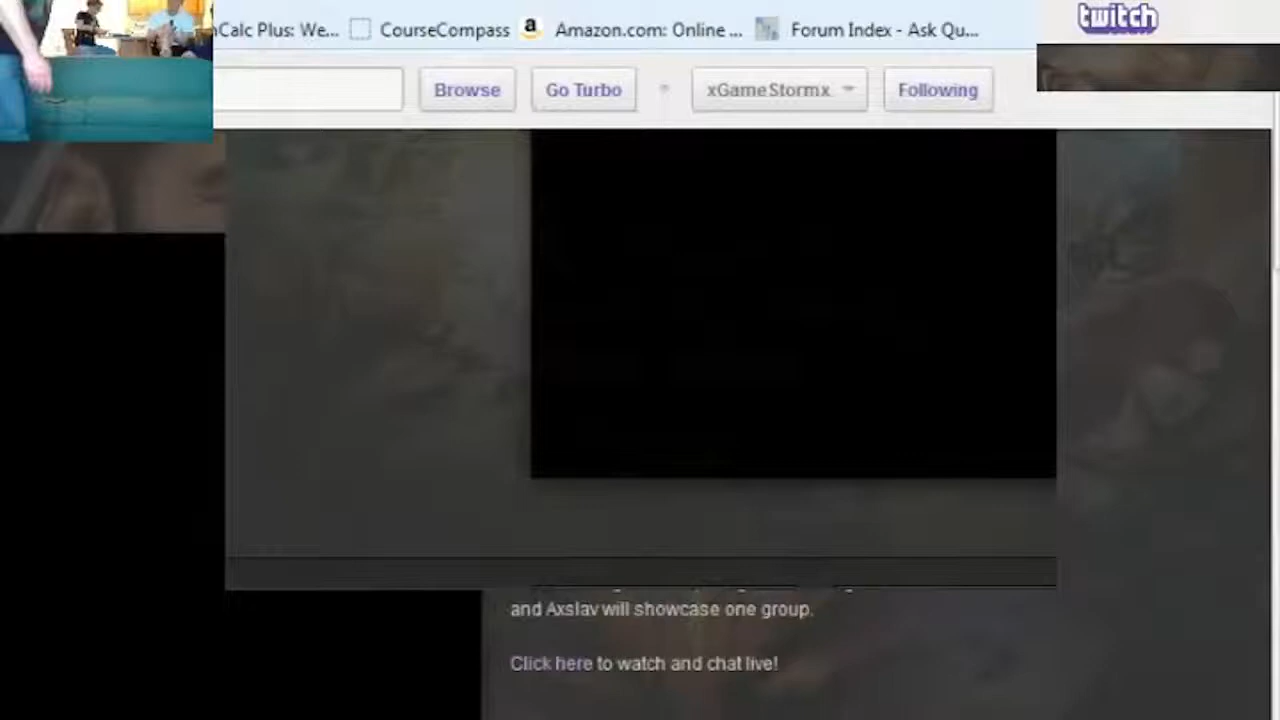 Calc Plus: We...
CourseCompass
Amazon.com: Online ...
Forum Index - Ask Qu...
twitch
Browse
Go Turbo
xGameStormx
Following
and Axslav will showcase one group.
Click here to watch and chat live!